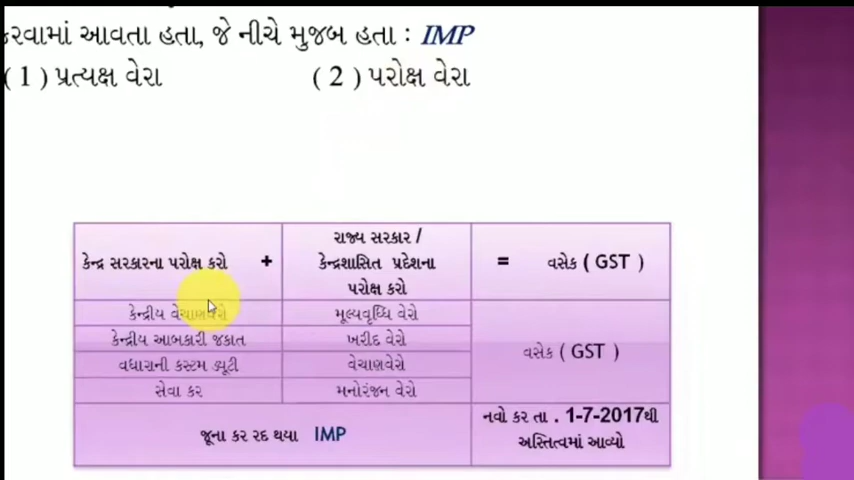 કરવામાં આવતા હતા, જે નીચે મુજબ હતા : IMP
( 1 ) પ્રત્યક્ષ વેરા ( 2 ) પરોક્ષ વેરા
કેન્દ્ર સરકારના પરોક્ષ કરો +
રાજ્ય સરકાર /
કેન્દ્રશાસિત પ્રદેશના
પરોક્ષ કરો
= વસેક ( GST )
કેન્દ્રીય વેચાણવેરો
મૂલ્યવૃધ્ધિ વેરો
કેન્દ્રીય આબકારી જકાત
ખરીદ વેરો
વધારાની કસ્ટમ ડ્યૂટી
વેચાણવેરો
સેવા કર
મનોરંજન વેરો
વસેક ( GST )
જૂના કર રદ થયા IMP
નવો કર તા . 1-7-2017થી
અસ્તિત્વમાં આવ્યો